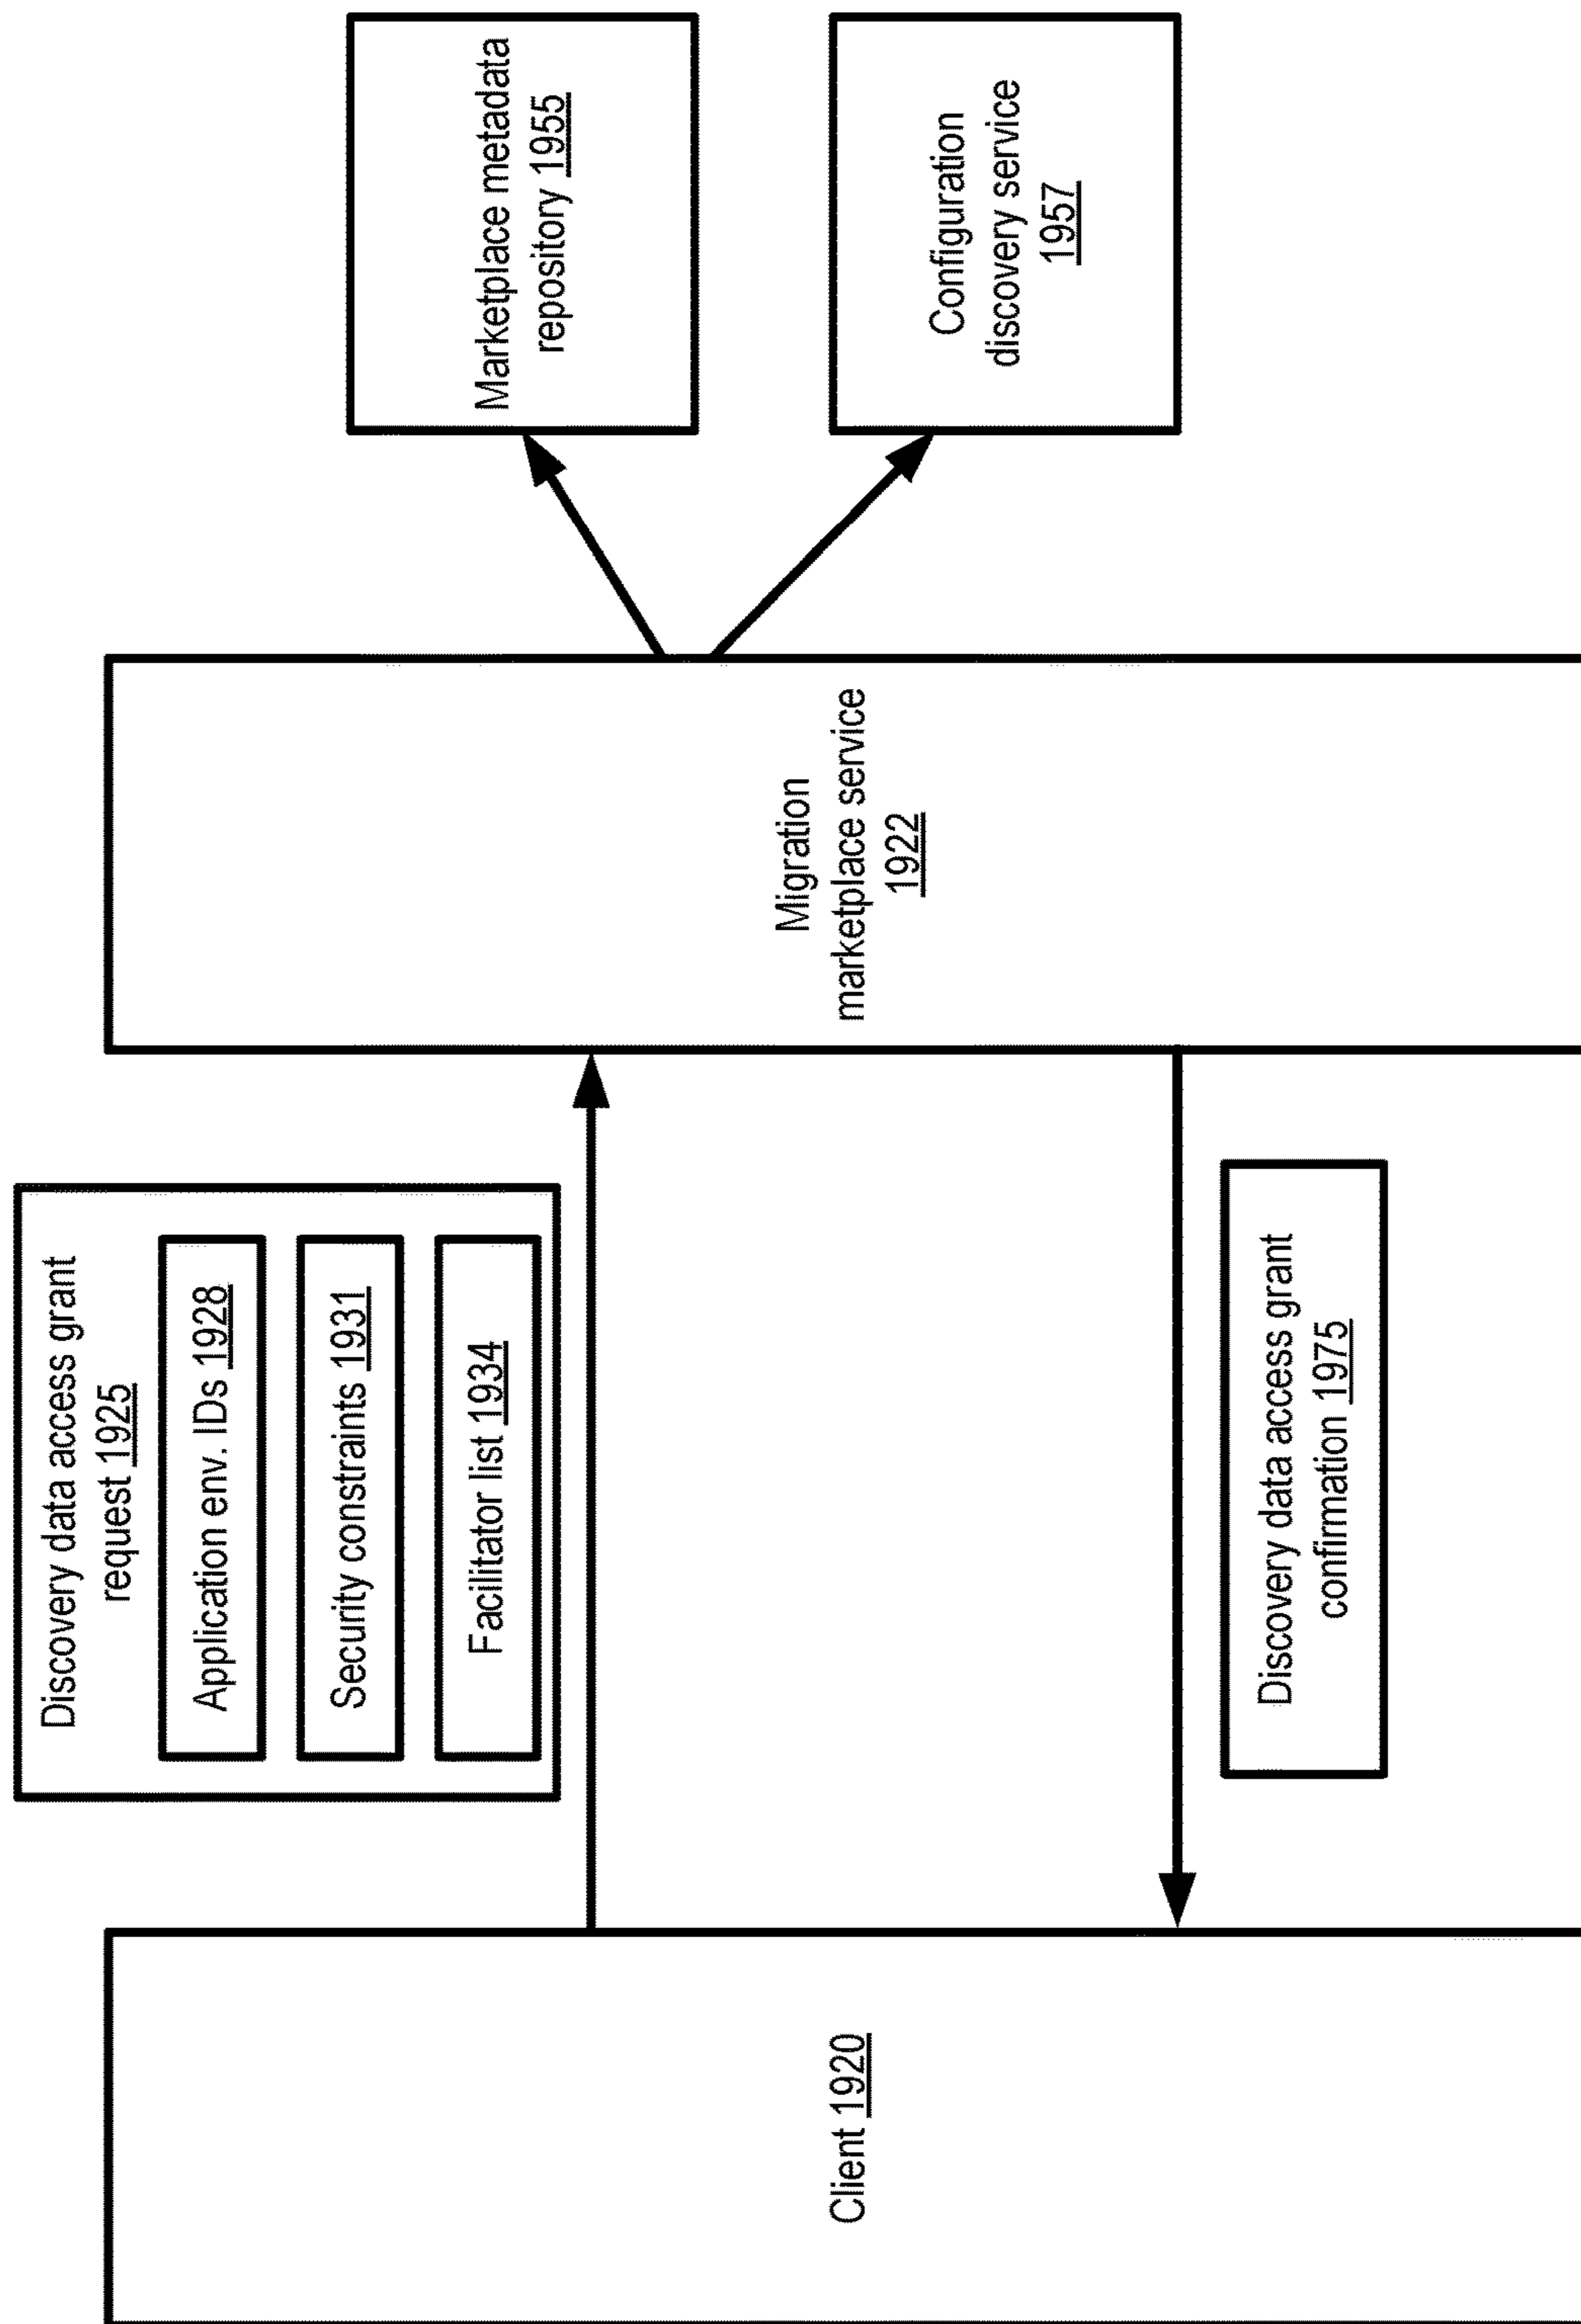 Discovery data access grant
request 1925
Application env. IDs 1928
Security constraints 1931
Facilitator list 1934
Client 1920
Migration
marketplace service
1922
Marketplace metadata
repository 1955
Configuration
discovery service
1957
Discovery data access grant
confirmation 1975